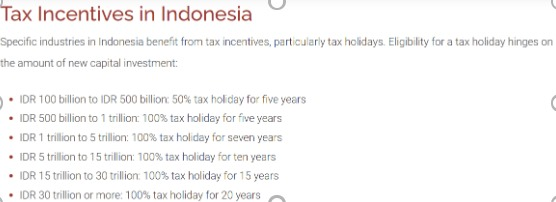 Tax Incentives in Indonesia
Specific industries in Indonesia benefit from tax incentives, particularly tax holidays. Eligibility for a tax holiday hinges on
the amount of new capital investment:
• IDR 100 billion to IDR 500 billion: 50% tax holiday for five years
• IDR 500 billion to 1 trillion: 100% tax holiday for five years
• IDR 1 trillion to 5 trillion: 100% tax holiday for seven years
• IDR 5 trillion to 15 trillion: 100% tax holiday for ten years
• IDR 15 trillion to 30 trillion: 100% tax holiday for 15 years
• IDR 30 trillion or more: 100% tax holiday for 20 years